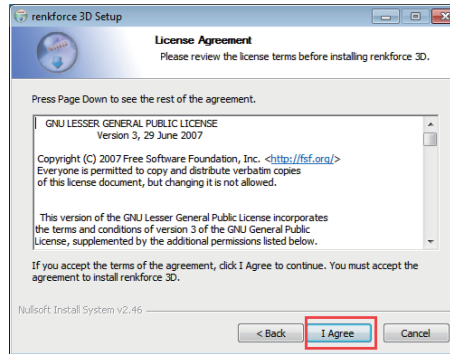 renkforce 3D Setup
License Agreement
Please review the license terms before installing renkforce 3D.
Press Page Down to see the rest of the agreement.
GNU LESSER GENERAL PUBLIC LICENSE
Version 3, 29 June 2007
Copyright (C) 2007 Free Software Foundation, Inc. <http://fsf.org/>
Everyone is permitted to copy and distribute verbatim copies
of this license document, but changing it is not allowed.
This version of the GNU Lesser General Public License incorporates
the terms and conditions of version 3 of the GNU General Public
License, supplemented by the additional permissions listed below.
If you accept the terms of the agreement, click I Agree to continue. You must accept the
agreement to install renkforce 3D.
Nullsoft Install System v2.46
< Back
I Agree
Cancel